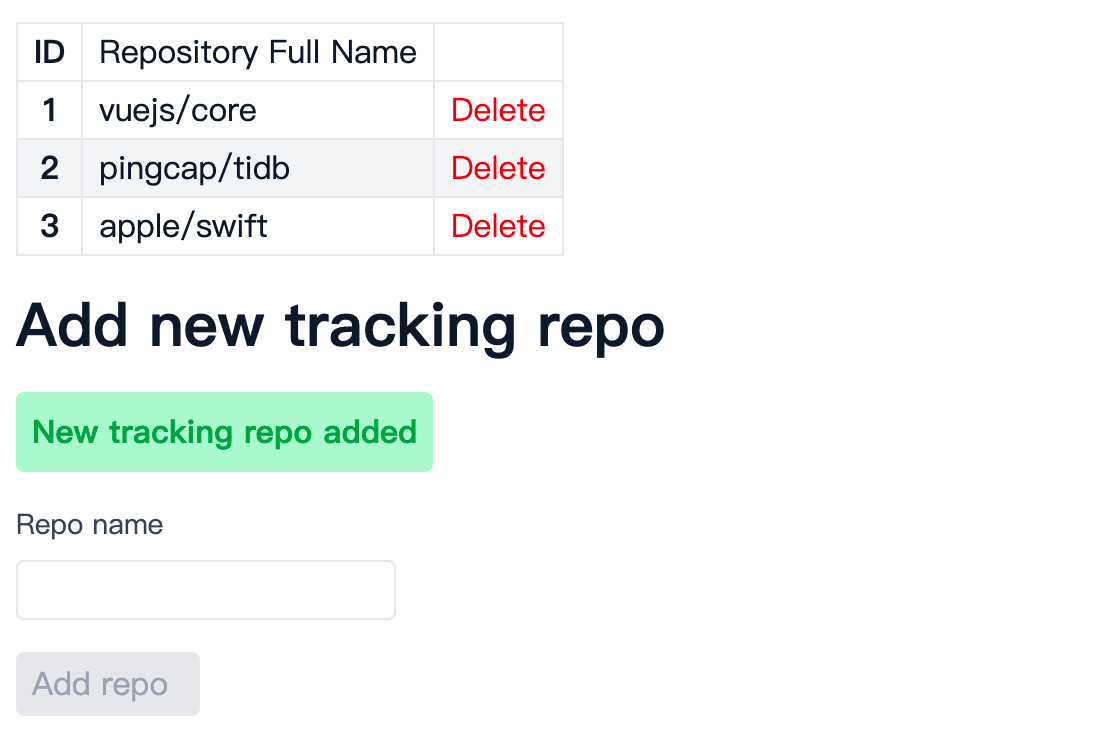 ID Repository Full Name
1 vuejs/core Delete
2 pingcap/tidb Delete
3 apple/swift Delete
Add new tracking repo
New tracking repo added
Repo name
Add repo